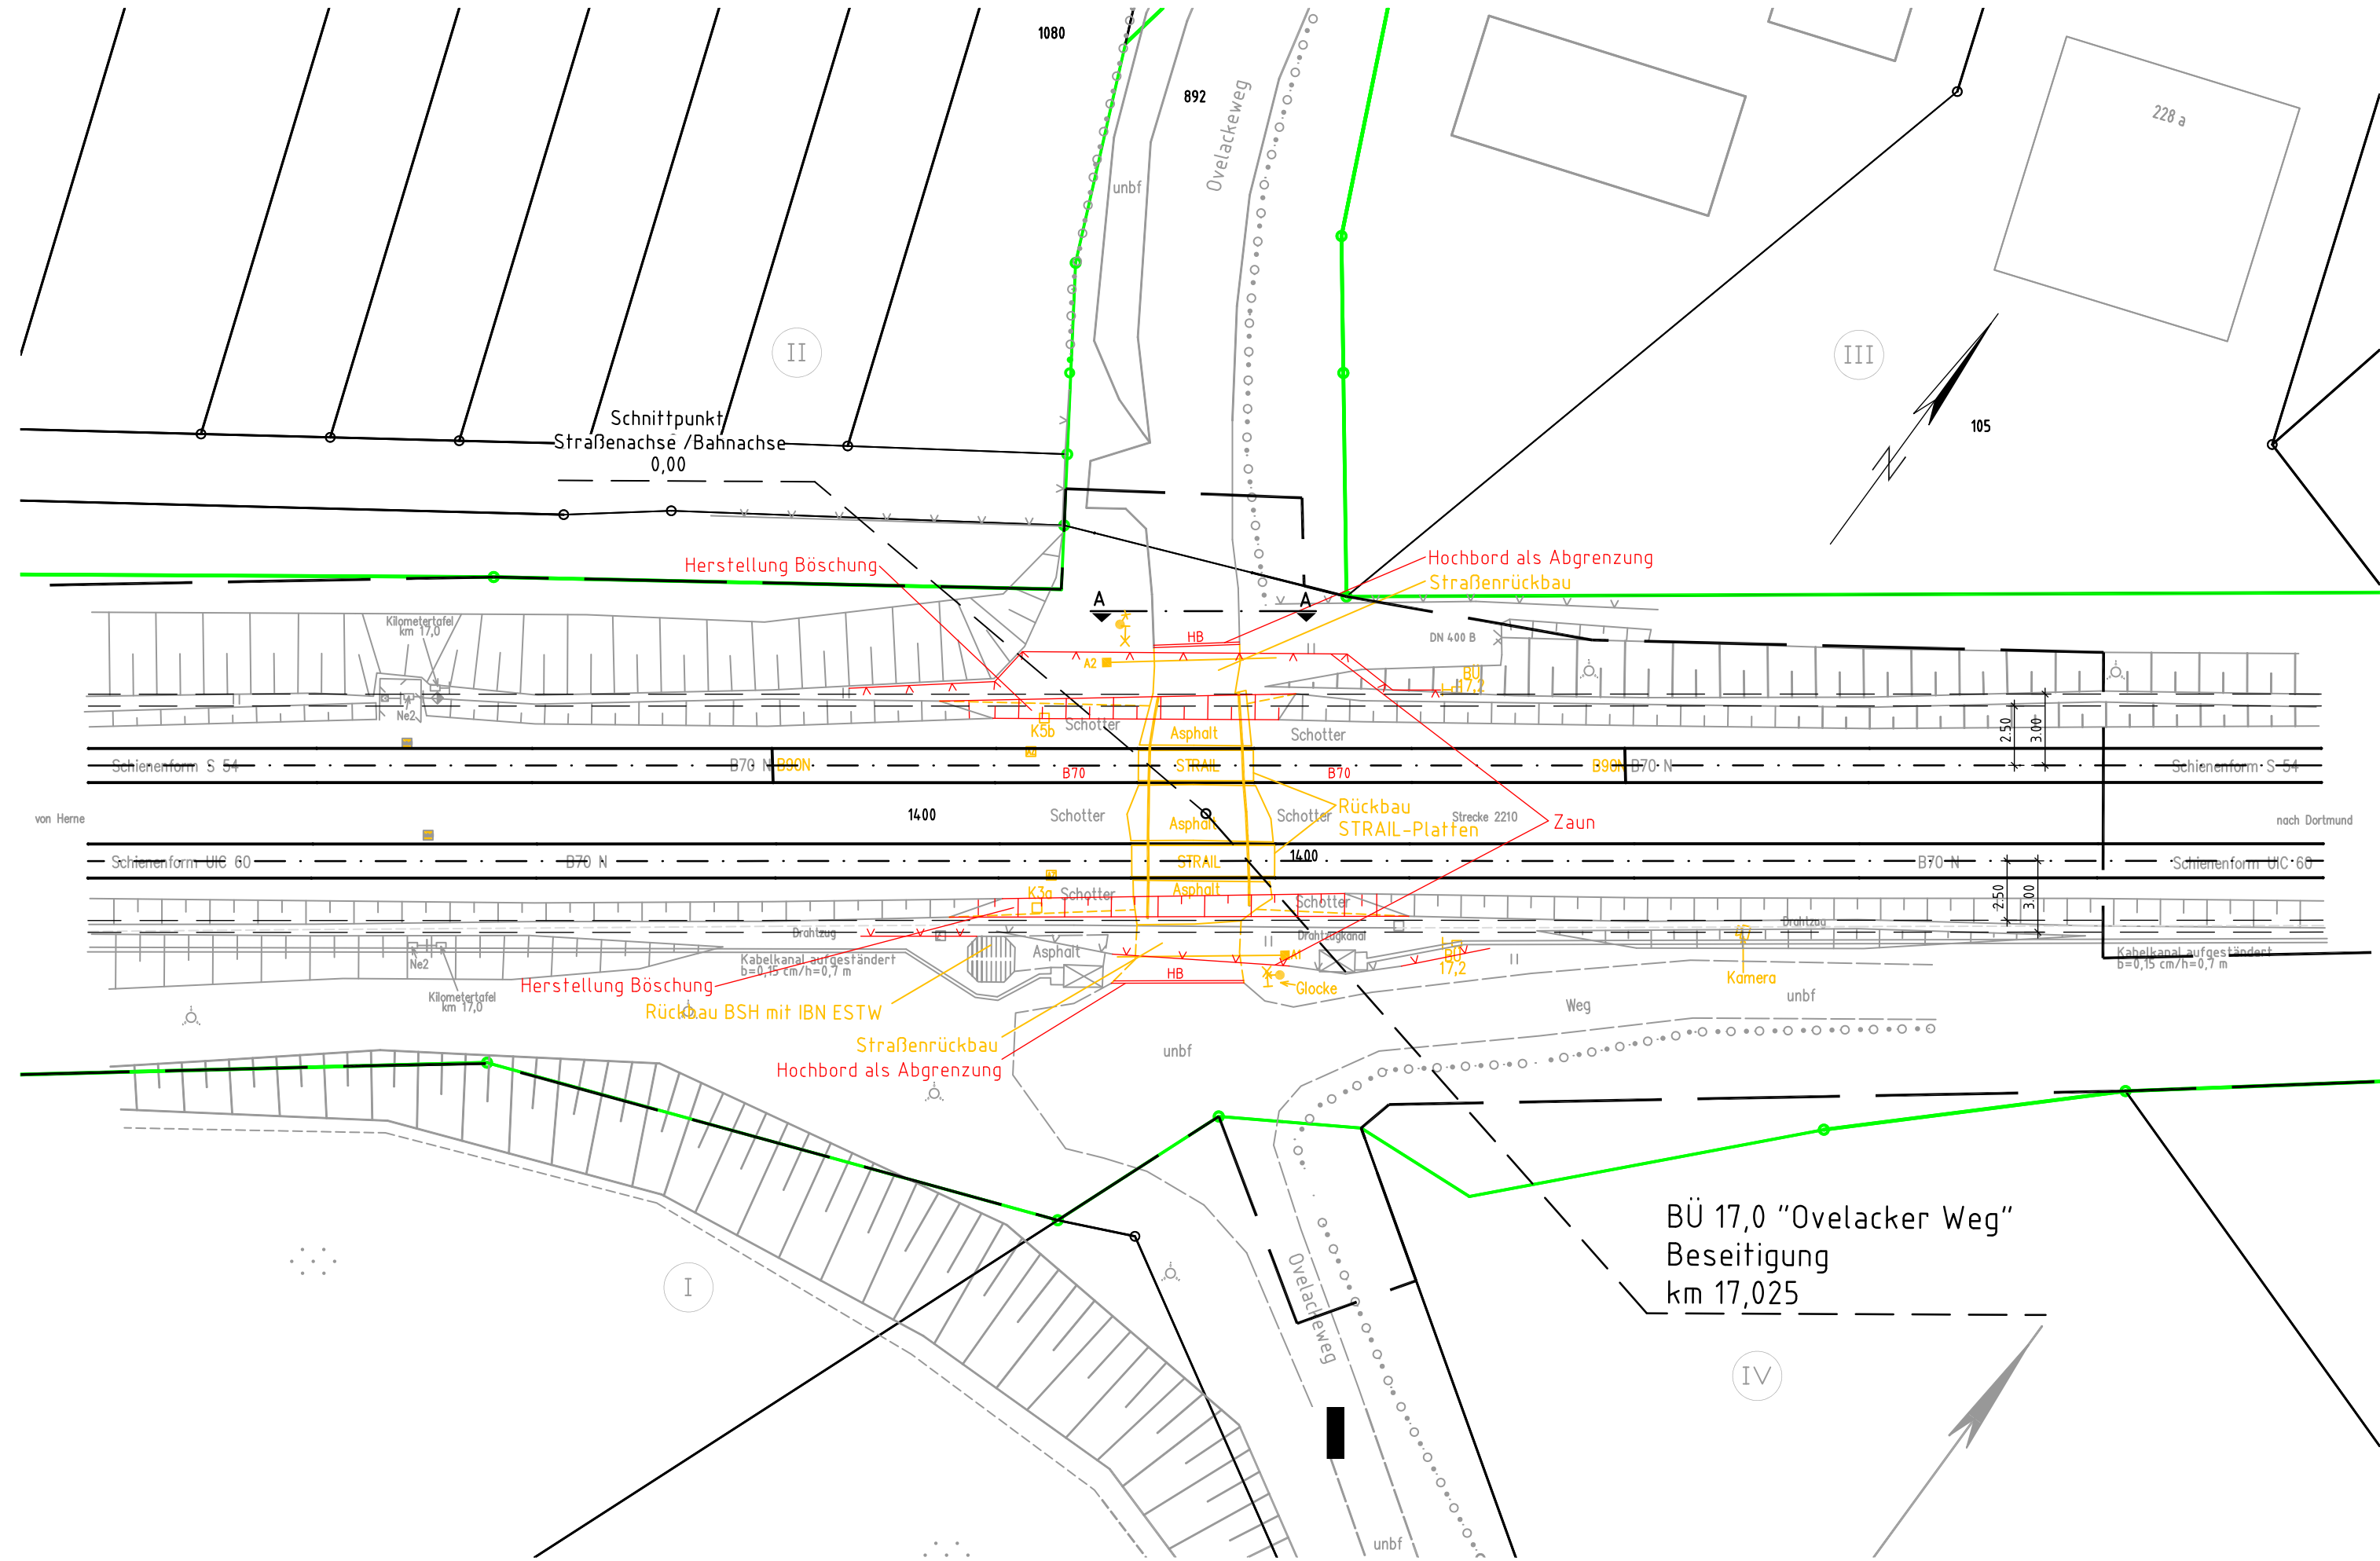 1080
892
Ovelackeweg
228 a
unbf
II
III
Schnittpunkt
Straßenachse /Bahnachse
0,00
105
Herstellung Böschung
Hochbord als Abgrenzung
Straßenrückbau
A
A
Kilometertafel
km 17,0
HB
DN 400 B
A2
BÜ
17,2
Ne2
K5b
Schotter
Asphalt
Schotter
2.50
3.00
Schienenform S 54
B70 N
B90N
STRAIL
B90N
B70 N
Schienenform S 54
B70
B70
von Herne
1400
Schotter
Asphalt
Schotter
Rückbau
STRAIL-Platten
Strecke 2210
Zaun
nach Dortmund
1400
Schienenform UIC 60
B70 N
STRAIL
B70 N
Schienenform UIC 60
K3a
Schotter
Asphalt
Schotter
2.50
3.00
Drahtzug
Drahtzugkanal
Drahtzug
Ne2
Kabelkanal aufgeständert
b=0,15 cm/h=0,7 m
Asphalt
A1
BÜ
17,2
Kabelkanal aufgeständert
b=0,15 cm/h=0,7 m
Herstellung Böschung
Kilometertafel
km 17,0
HB
Glocke
Kamera
Rückbau BSH mit IBN ESTW
Weg
unbf
Straßenrückbau
unbf
Hochbord als Abgrenzung
BÜ 17,0 "Ovelacker Weg"
Beseitigung
km 17,025
I
Ovelackeweg
IV
unbf